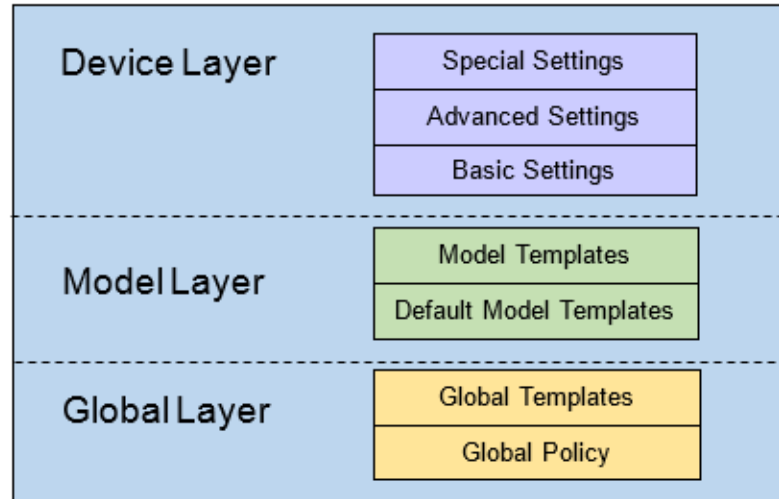 Device Layer
Special Settings
Advanced Settings
Basic Settings
Model Layer
Model Templates
Default Model Templates
Global Layer
Global Templates
Global Policy